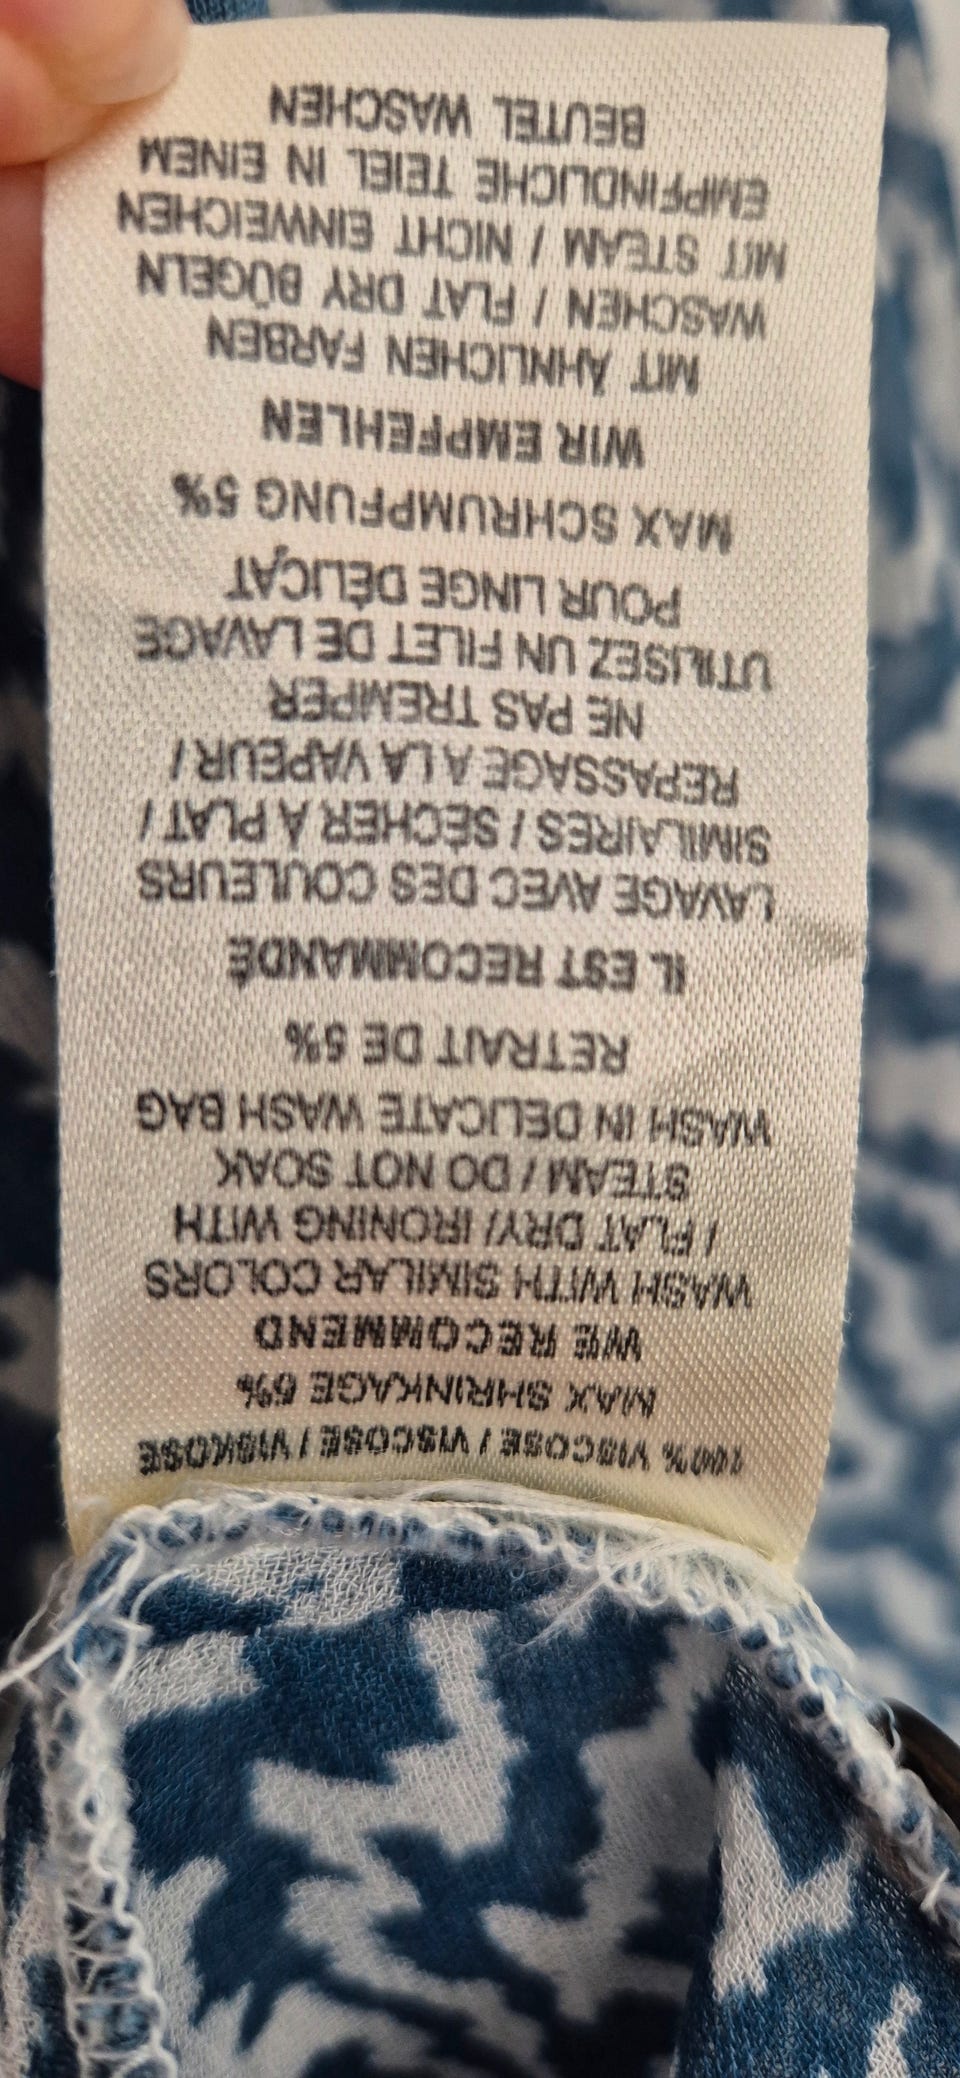 100% VISCOSE / VISCOSE / VISKOSE
MAX SHRINKAGE 5%
WE RECOMMEND
WASH WITH SIMILAR COLORS
/ FLAT DRY/ IRONING WITH
STEAM / DO NOT SOAK
WASH IN DELICATE WASH BAG
RETRAIT DE 5%
IL EST RECOMMANDÉ
LAVAGE AVEC DES COULEURS
SIMILAIRES / SÉCHER À PLAT /
REPASSAGE A LA VAPEUR /
NE PAS TREMPER
UTILISEZ UN FILET DE LAVAGE
POUR LINGE DÉLIÇAT
MAX SCHRUMPFUNG 5%
WIR EMPFEHLEN
MIT ÄHNLICHEN FARBEN
WASCHEN / FLAT DRY BÜGELN
MIT STEAM / NICHT EINWEICHEN
EMPFINDLICHE TEIEL IN EINEM
BEUTEL WASCHEN